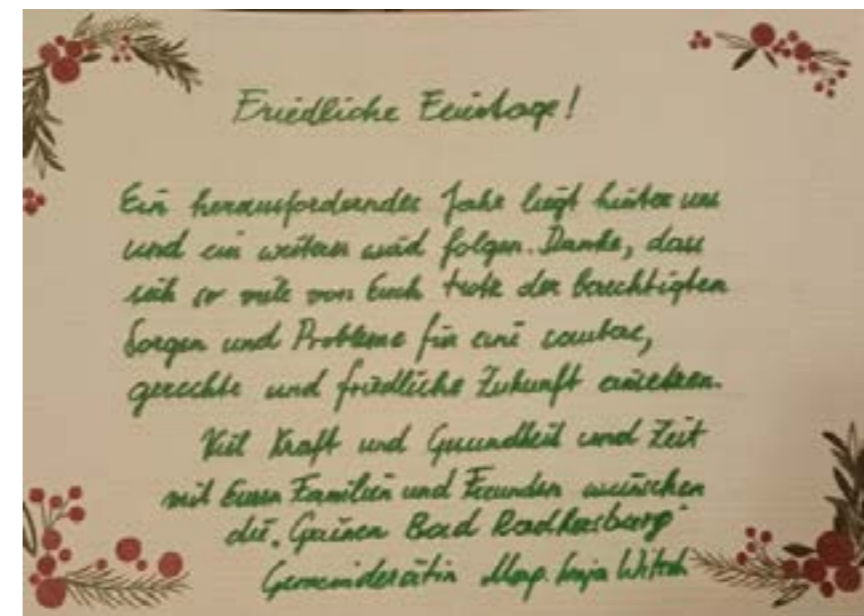 Friedliche Feiertage!
Ein herausforderndes Jahr liegt hinter uns
und ein weiteres wird folgen. Danke, dass
sich so viele von Euch trotz der berechtigten
Sorgen und Probleme für eine saubere,
gerechte und friedliche Zukunft einsetzen.
Viel Kraft und Gesundheit und Zeit
mit Euren Familien und Freunden wünschen
die „Grünen Bad Radkersburg“
Gemeinderätin Mag.